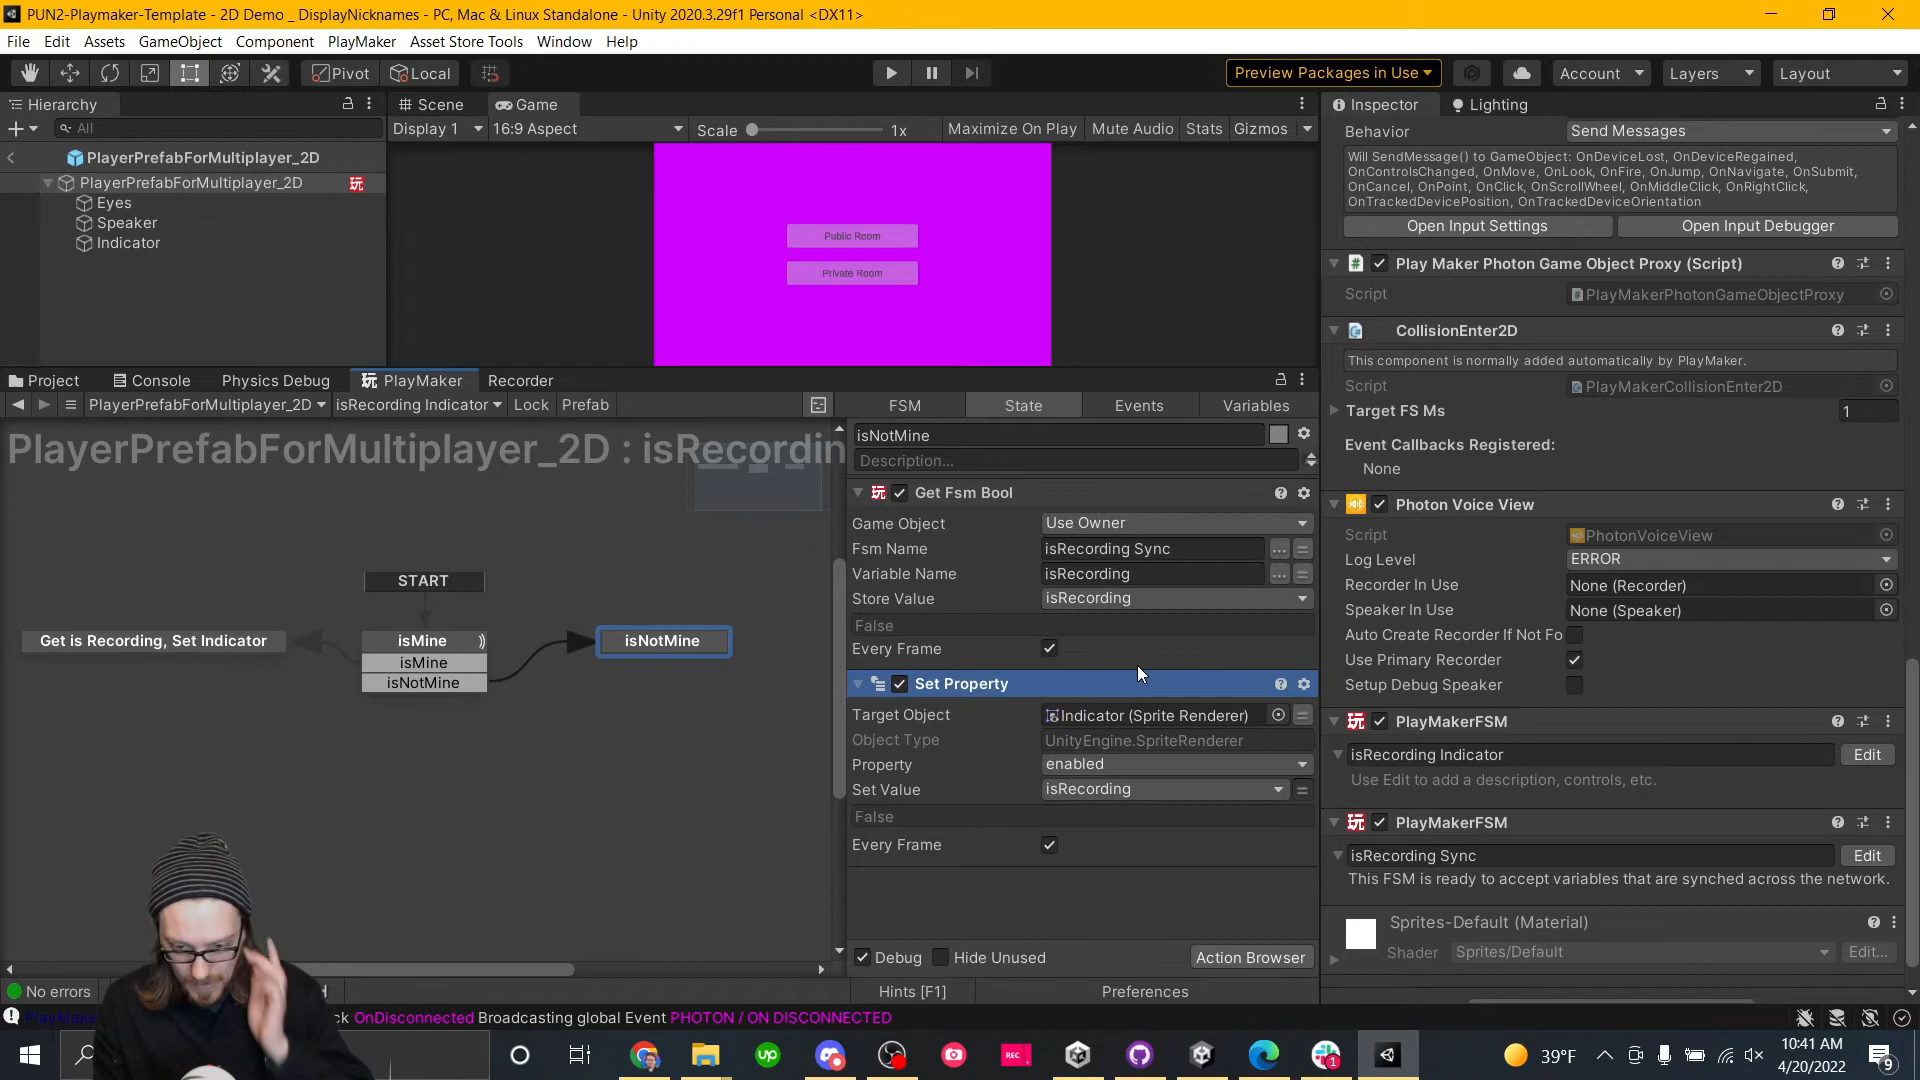 PUN2-Playmaker-Template - 2D Demo _ DisplayNicknames - PC, Mac & Linux Standalone - Unity 2020.3.29f1 Personal <DX11>
File Edit Assets GameObject Component PlayMaker Asset Store Tools Window Help
Pivot Local Preview Packages in Use Account Layers Layout
Hierarchy Scene Game Inspector Lighting
All Display 1 16:9 Aspect Scale 1x Maximize On Play Mute Audio Stats Gizmos
Behavior Send Messages
PlayerPrefabForMultiplayer_2D
PlayerPrefabForMultiplayer_2D
Eyes
Speaker
Indicator
Public Room
Private Room
Will SendMessage() to GameObject: OnDeviceLost, OnDeviceRegained,
OnControlsChanged, OnMove, OnLook, OnFire, OnJump, OnNavigate, OnSubmit,
OnCancel, OnPoint, OnClick, OnScrollWheel, OnMiddleClick, OnRightClick,
OnTrackedDevicePosition, OnTrackedDeviceOrientation
Open Input Settings Open Input Debugger
Play Maker Photon Game Object Proxy (Script)
Script PlayMakerPhotonGameObjectProxy
CollisionEnter2D
This component is normally added automatically by PlayMaker.
Script PlayMakerCollisionEnter2D
Target FS Ms 1
Event Callbacks Registered:
None
Photon Voice View
Script PhotonVoiceView
Log Level ERROR
Recorder In Use None (Recorder)
Speaker In Use None (Speaker)
Auto Create Recorder If Not Fo
Use Primary Recorder
Setup Debug Speaker
PlayMakerFSM
isRecording Indicator Edit
Use Edit to add a description, controls, etc.
PlayMakerFSM
isRecording Sync Edit
This FSM is ready to accept variables that are synched across the network.
Sprites-Default (Material)
Shader Sprites/Default Edit...
Project Console Physics Debug PlayMaker Recorder
PlayerPrefabForMultiplayer_2D isRecording Indicator Lock Prefab
FSM State Events Variables
PlayerPrefabForMultiplayer_2D : isRecordin
START
Get is Recording, Set Indicator
isMine
isMine
isNotMine
isNotMine
isNotMine
Description...
Get Fsm Bool
Game Object Use Owner
Fsm Name isRecording Sync
Variable Name isRecording
Store Value isRecording
False
Every Frame
Set Property
Target Object Indicator (Sprite Renderer)
Object Type UnityEngine.SpriteRenderer
Property enabled
Set Value isRecording
False
Every Frame
Debug Hide Unused Action Browser
No errors Hints [F1] Preferences
OnDisconnected Broadcasting global Event PHOTON / ON DISCONNECTED
up REC 1 39°F 10:41 AM
4/20/2022 9